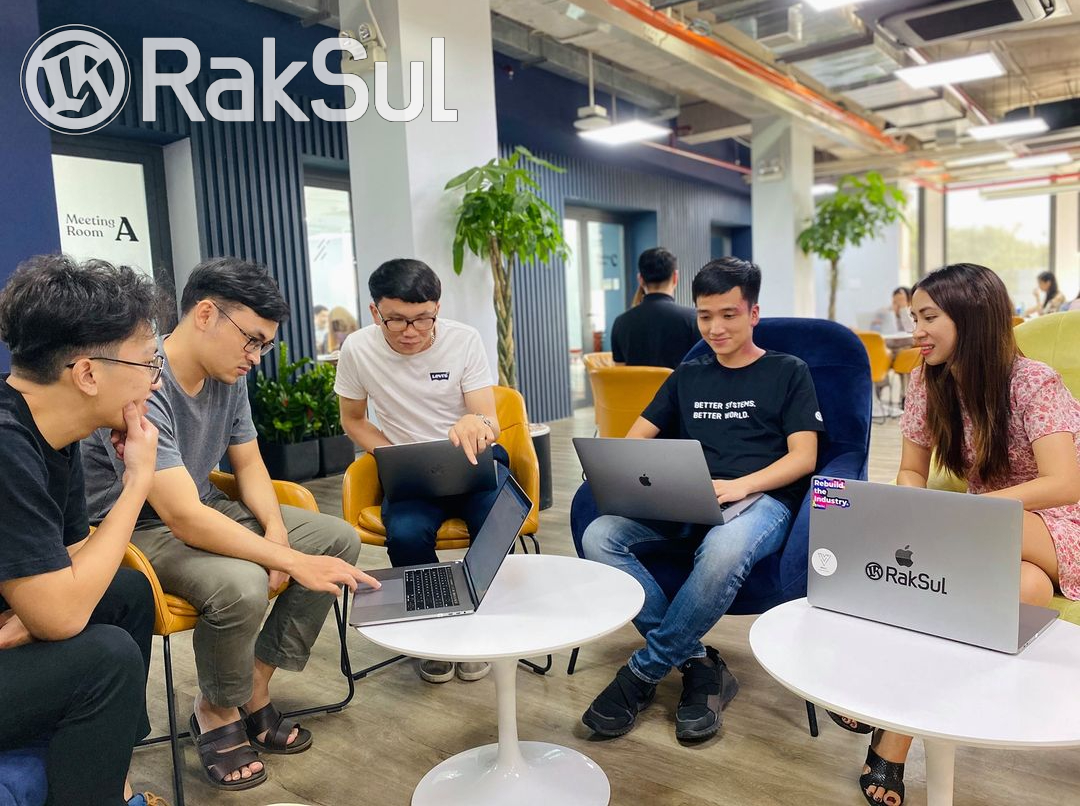 RakSul
Meeting
Room A
LEVI'S
BETTER SYSTEMS.
BETTER WORLD.
Rebuild
the
industry.
RakSul